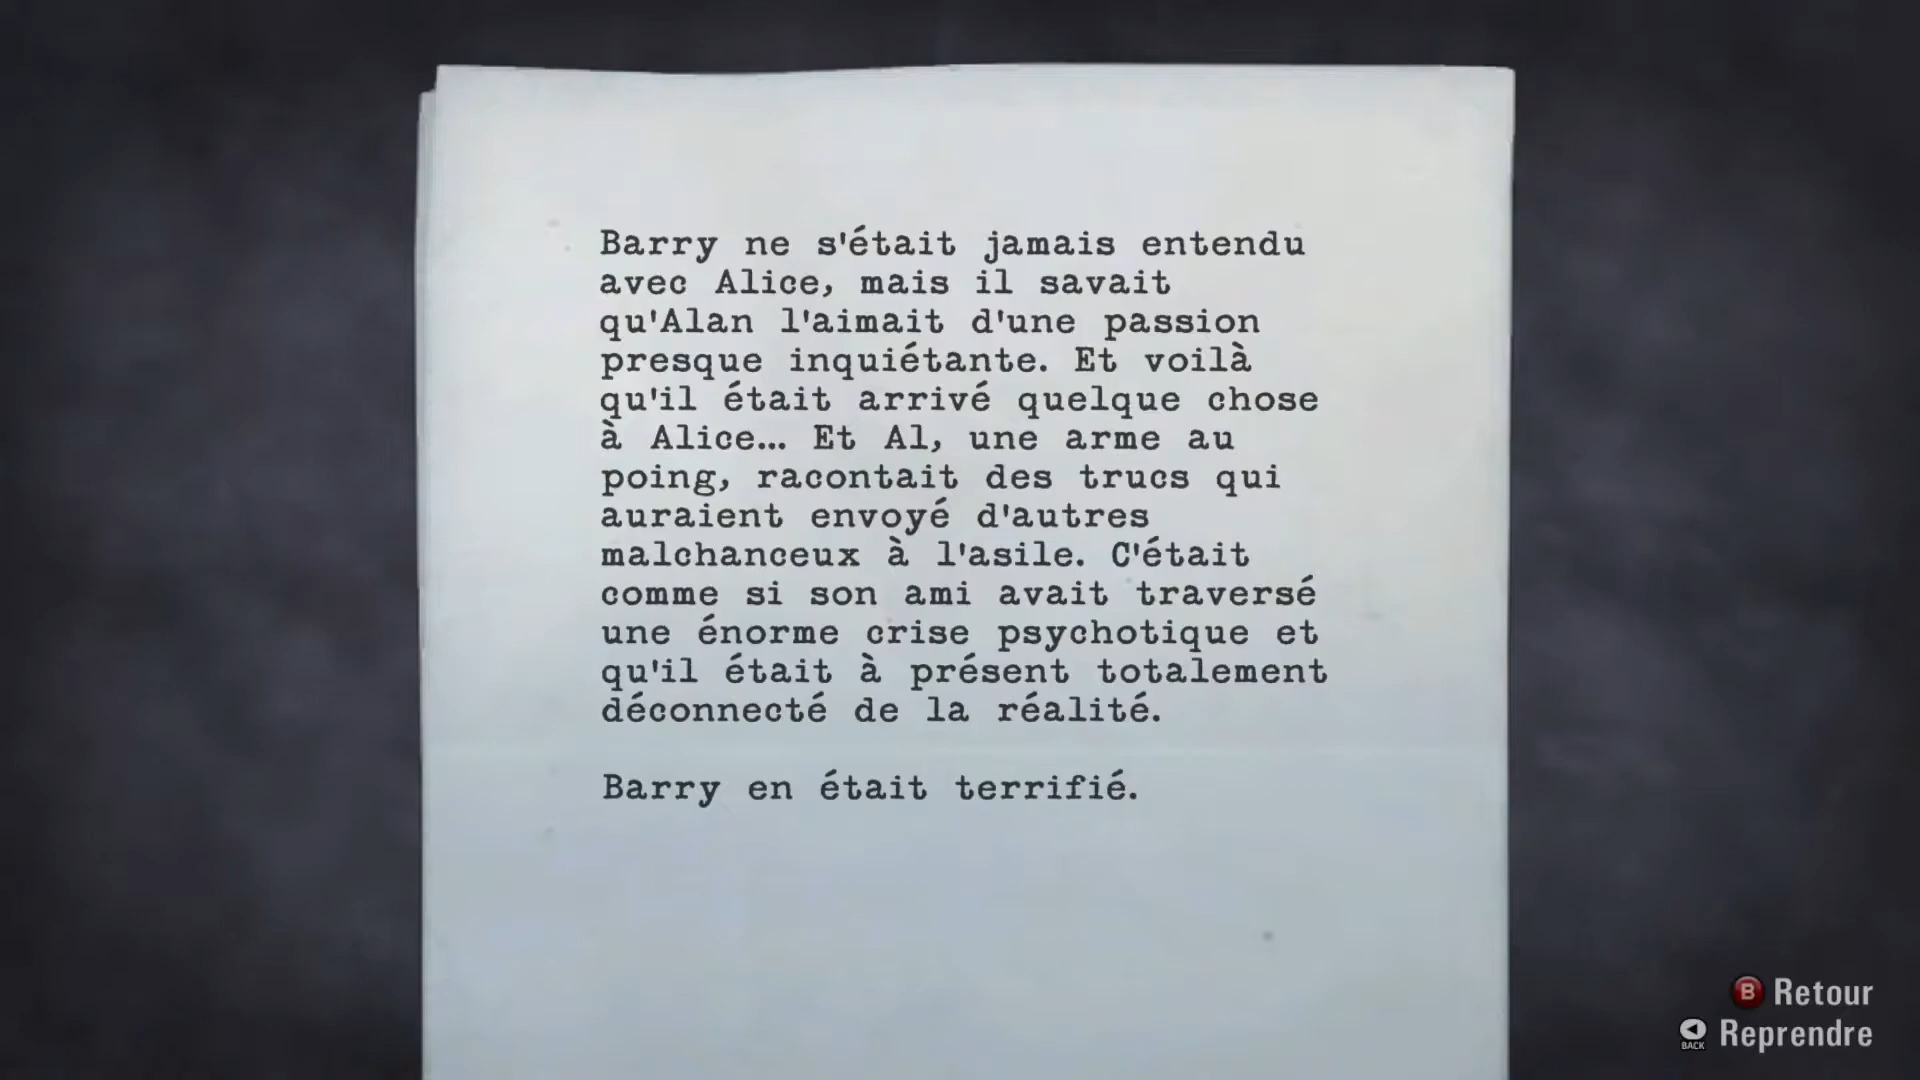 Barry ne s'était jamais entendu
avec Alice, mais il savait
qu'Alan l'aimait d'une passion
presque inquiétante. Et voilà
qu'il était arrivé quelque chose
à Alice... Et Al, une arme au
poing, racontait des trucs qui
auraient envoyé d'autres
malchanceux à l'asile. C'était
comme si son ami avait traversé
une énorme crise psychotique et
qu'il était à présent totalement
déconnecté de la réalité.
Barry en était terrifié.
B Retour
BACK Reprendre